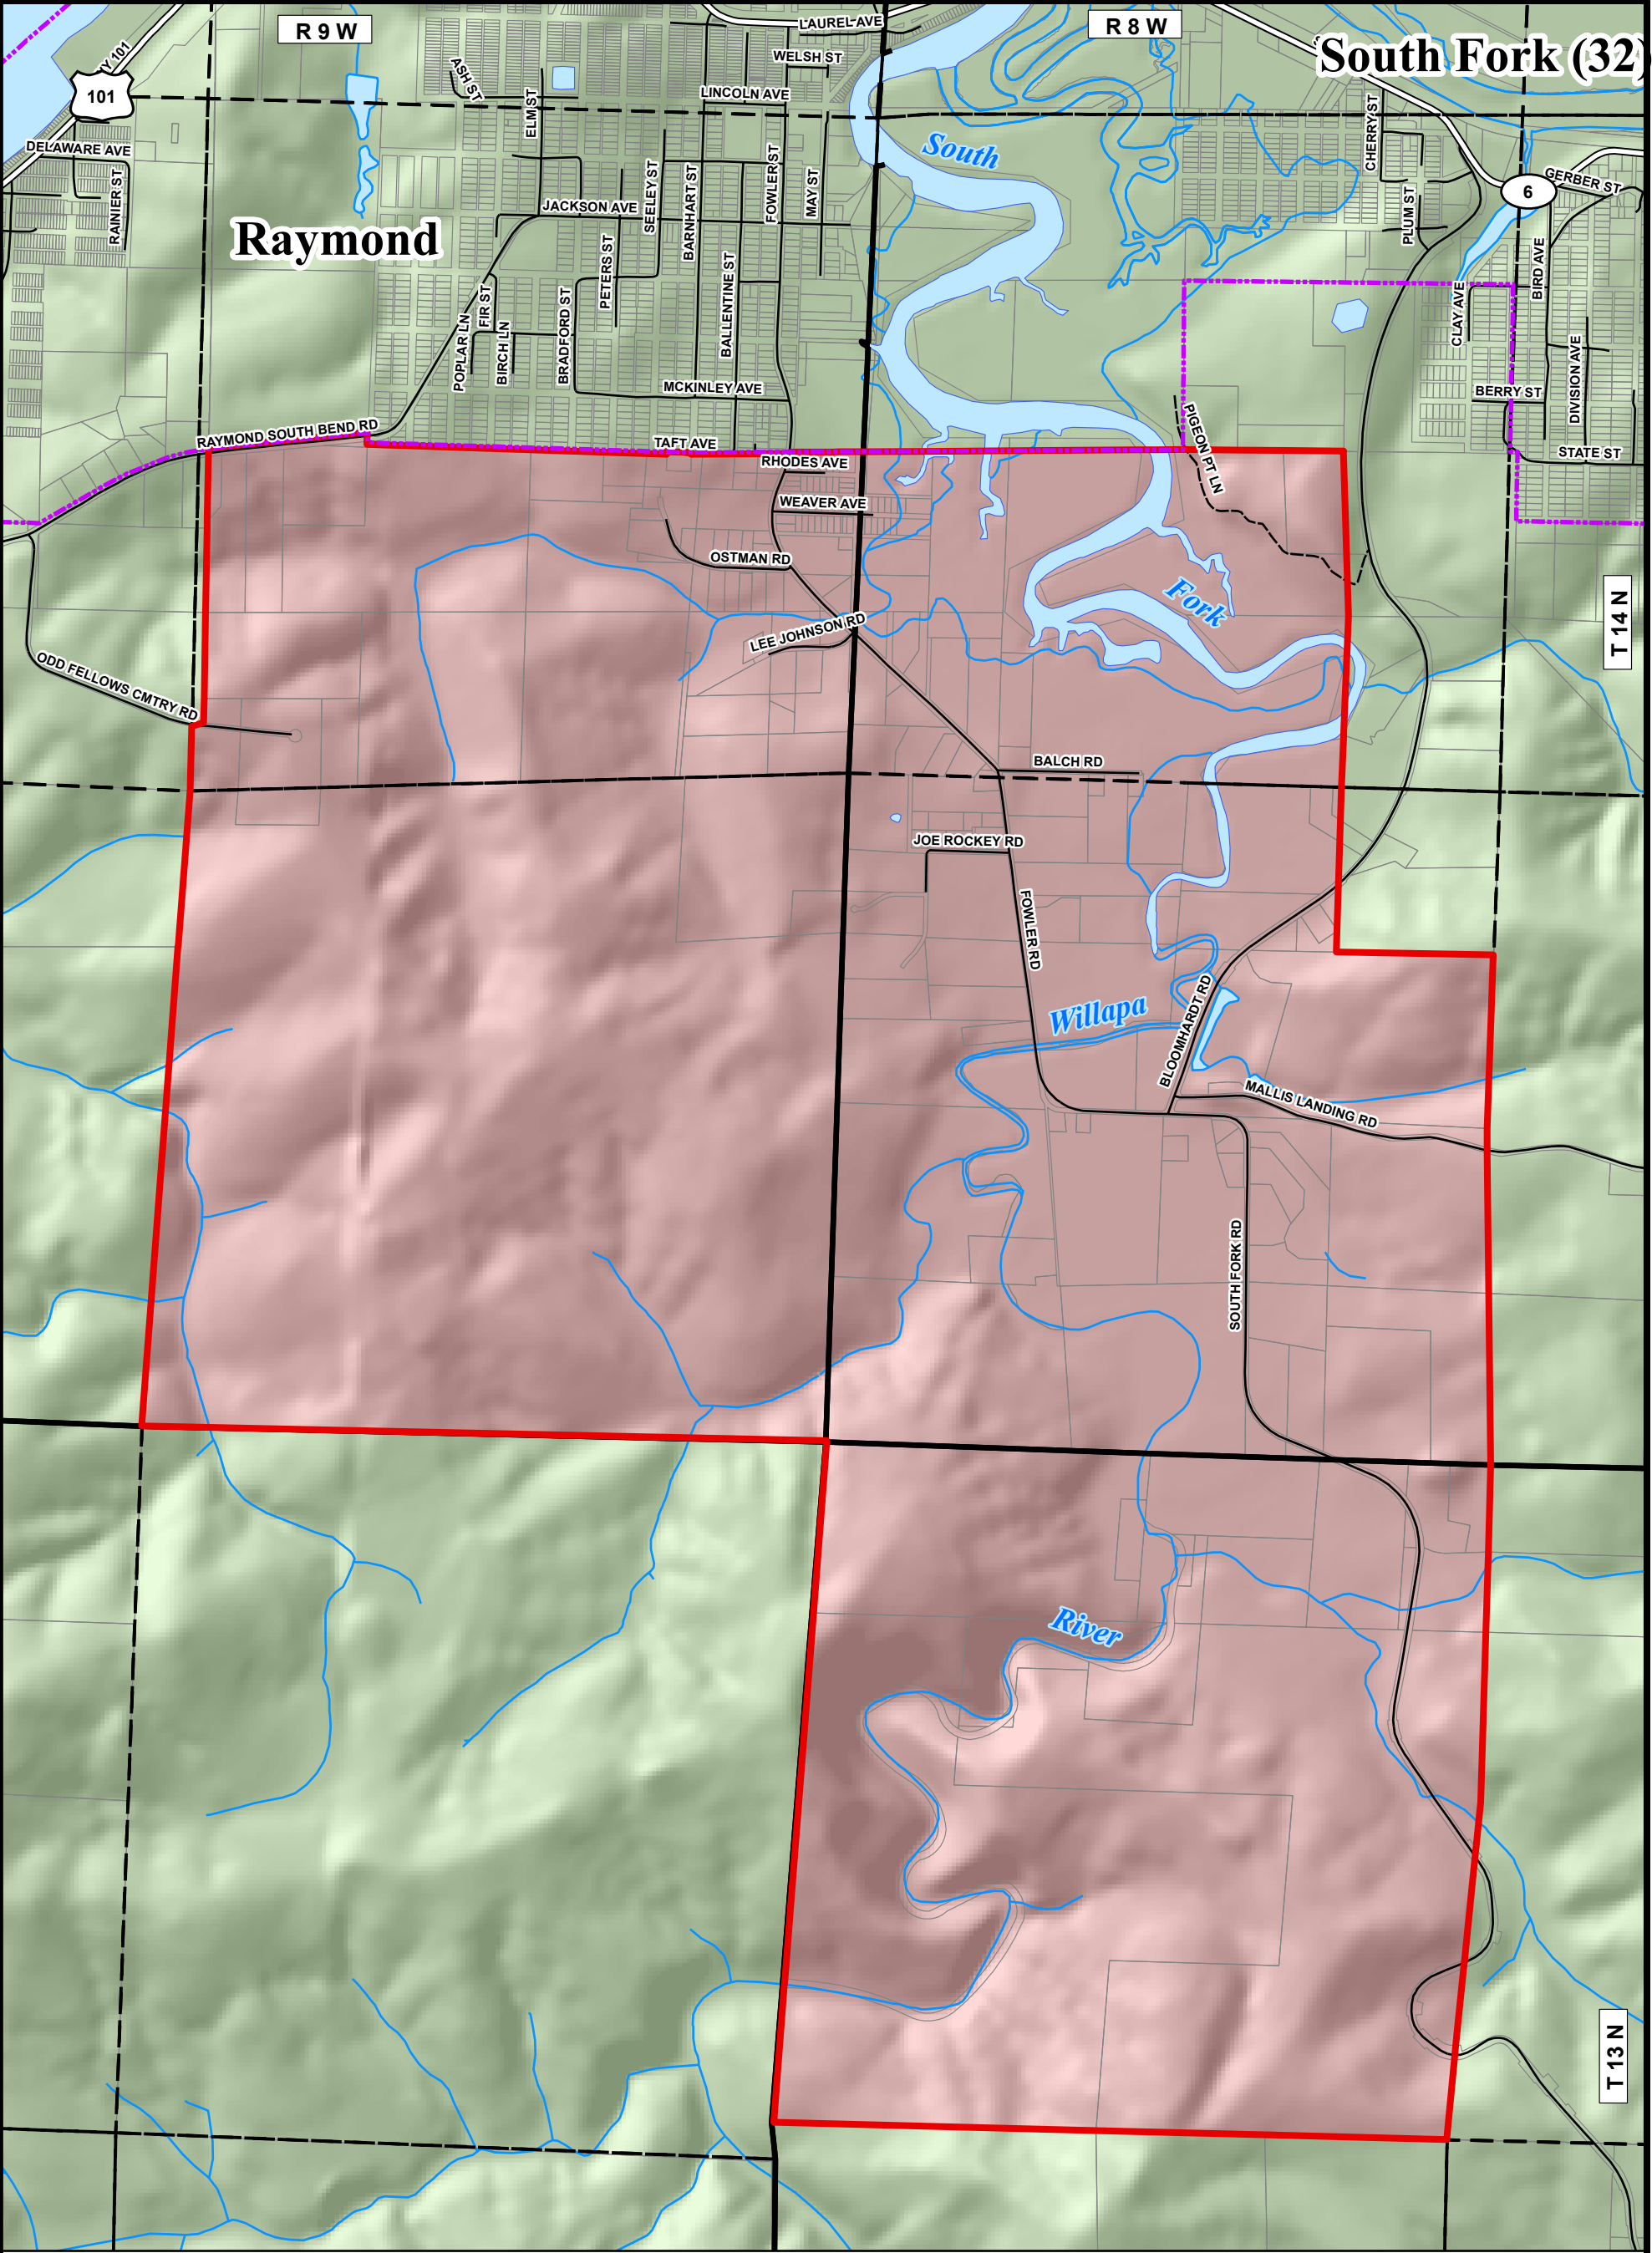 R 9 W
LAUREL AVE
R 8 W
South Fork (32)
WELSH ST
Y 101
101
ASH ST
LINCOLN AVE
ELM ST
CHERRY ST
DELAWARE AVE
South
GERBER ST
6
RAINIER ST
JACKSON AVE
SEELEY ST
BARNHART ST
FOWLER ST
MAY ST
PLUM ST
Raymond
PETERS ST
BALLENTINE ST
BIRD AVE
FIR ST
POPLAR LN
BIRCH LN
BRADFORD ST
CLAY AVE
DIVISION AVE
MCKINLEY AVE
BERRY ST
RAYMOND SOUTH BEND RD
TAFT AVE
PIGEON PT LN
STATE ST
RHODES AVE
WEAVER AVE
OSTMAN RD
Fork
T 14 N
LEE JOHNSON RD
ODD FELLOWS CMTRY RD
BALCH RD
JOE ROCKEY RD
FOWLER RD
Willapa
BLOOMHARDT RD
MALLIS LANDING RD
SOUTH FORK RD
River
T 13 N